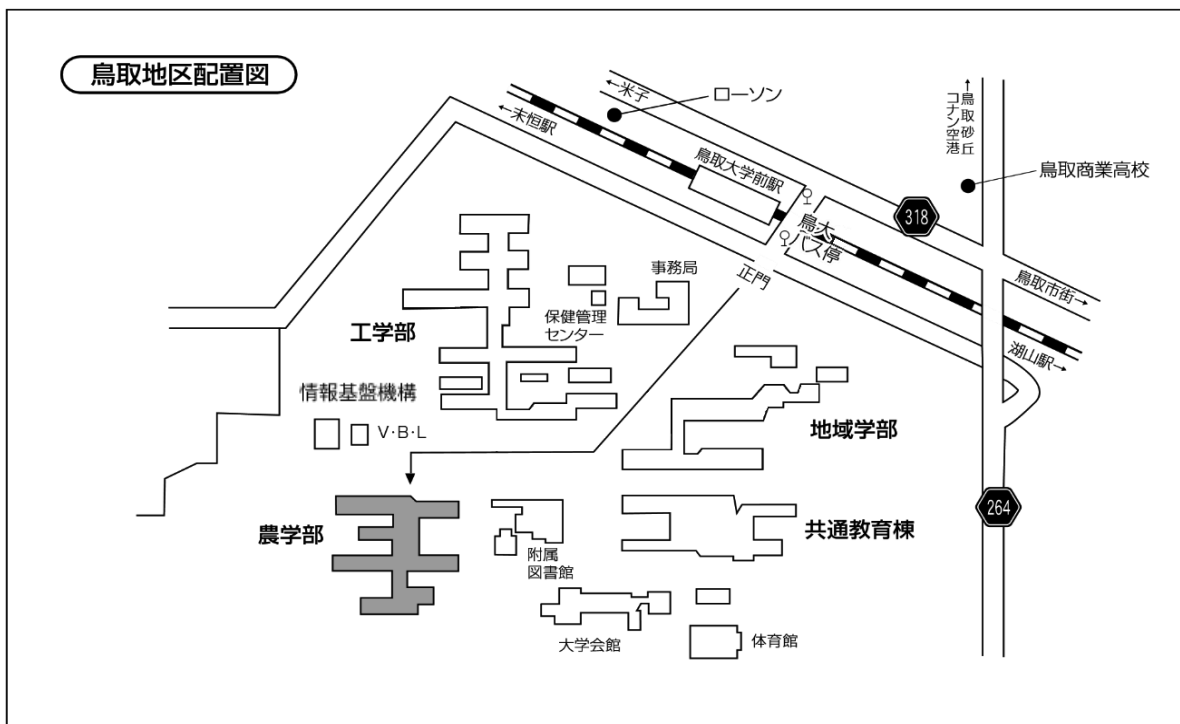 鳥取地区配置図
←米子
ローソン
←末恒駅
鳥取大学前駅
↑鳥取砂丘
コナン空港
鳥取商業高校
318
鳥大
バス停
正門
事務局
鳥取市街→
湖山駅→
保健管理
センター
工学部
情報基盤機構
V･B･L
地域学部
264
農学部
附属
図書館
共通教育棟
大学会館
体育館